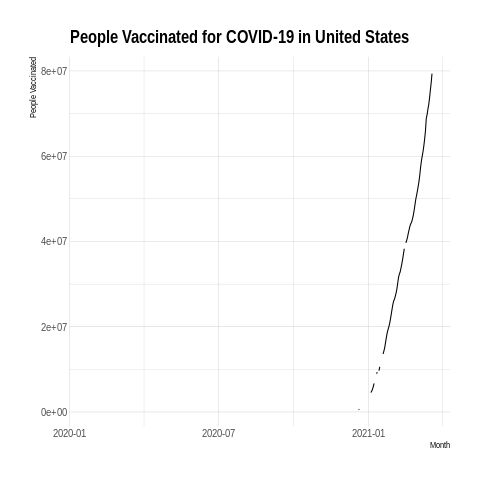 People Vaccinated for COVID-19 in United States
People Vaccinated
8e+07
6e+07
4e+07
2e+07
0e+00
2020-01
2020-07
2021-01
Month